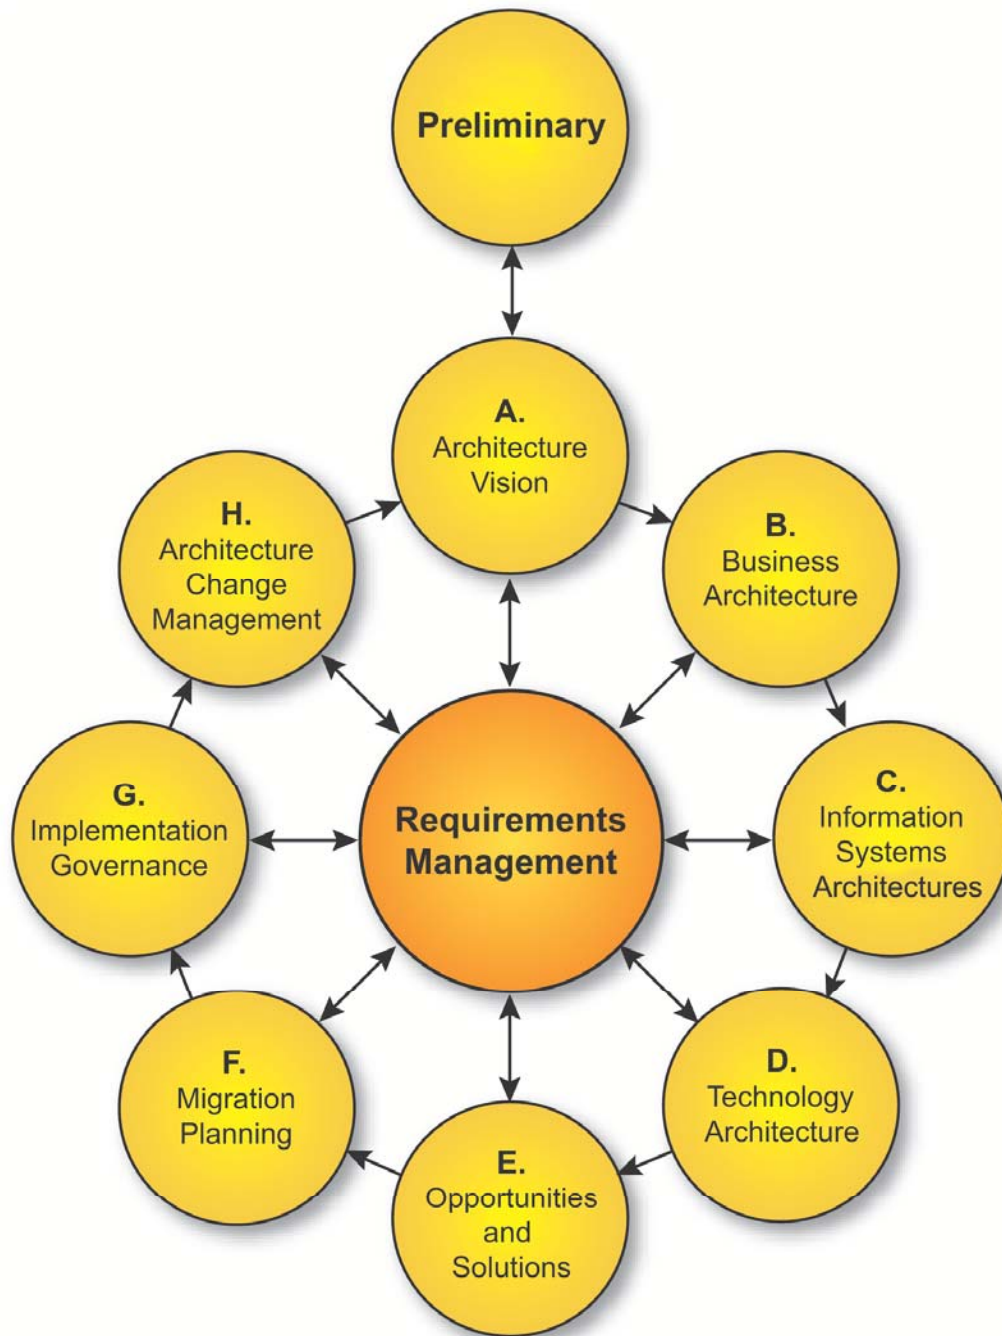 Preliminary
A.
Architecture
Vision
B.
Business
Architecture
C.
Information
Systems
Architectures
D.
Technology
Architecture
E.
Opportunities
and
Solutions
F.
Migration
Planning
G.
Implementation
Governance
H.
Architecture
Change
Management
Requirements
Management